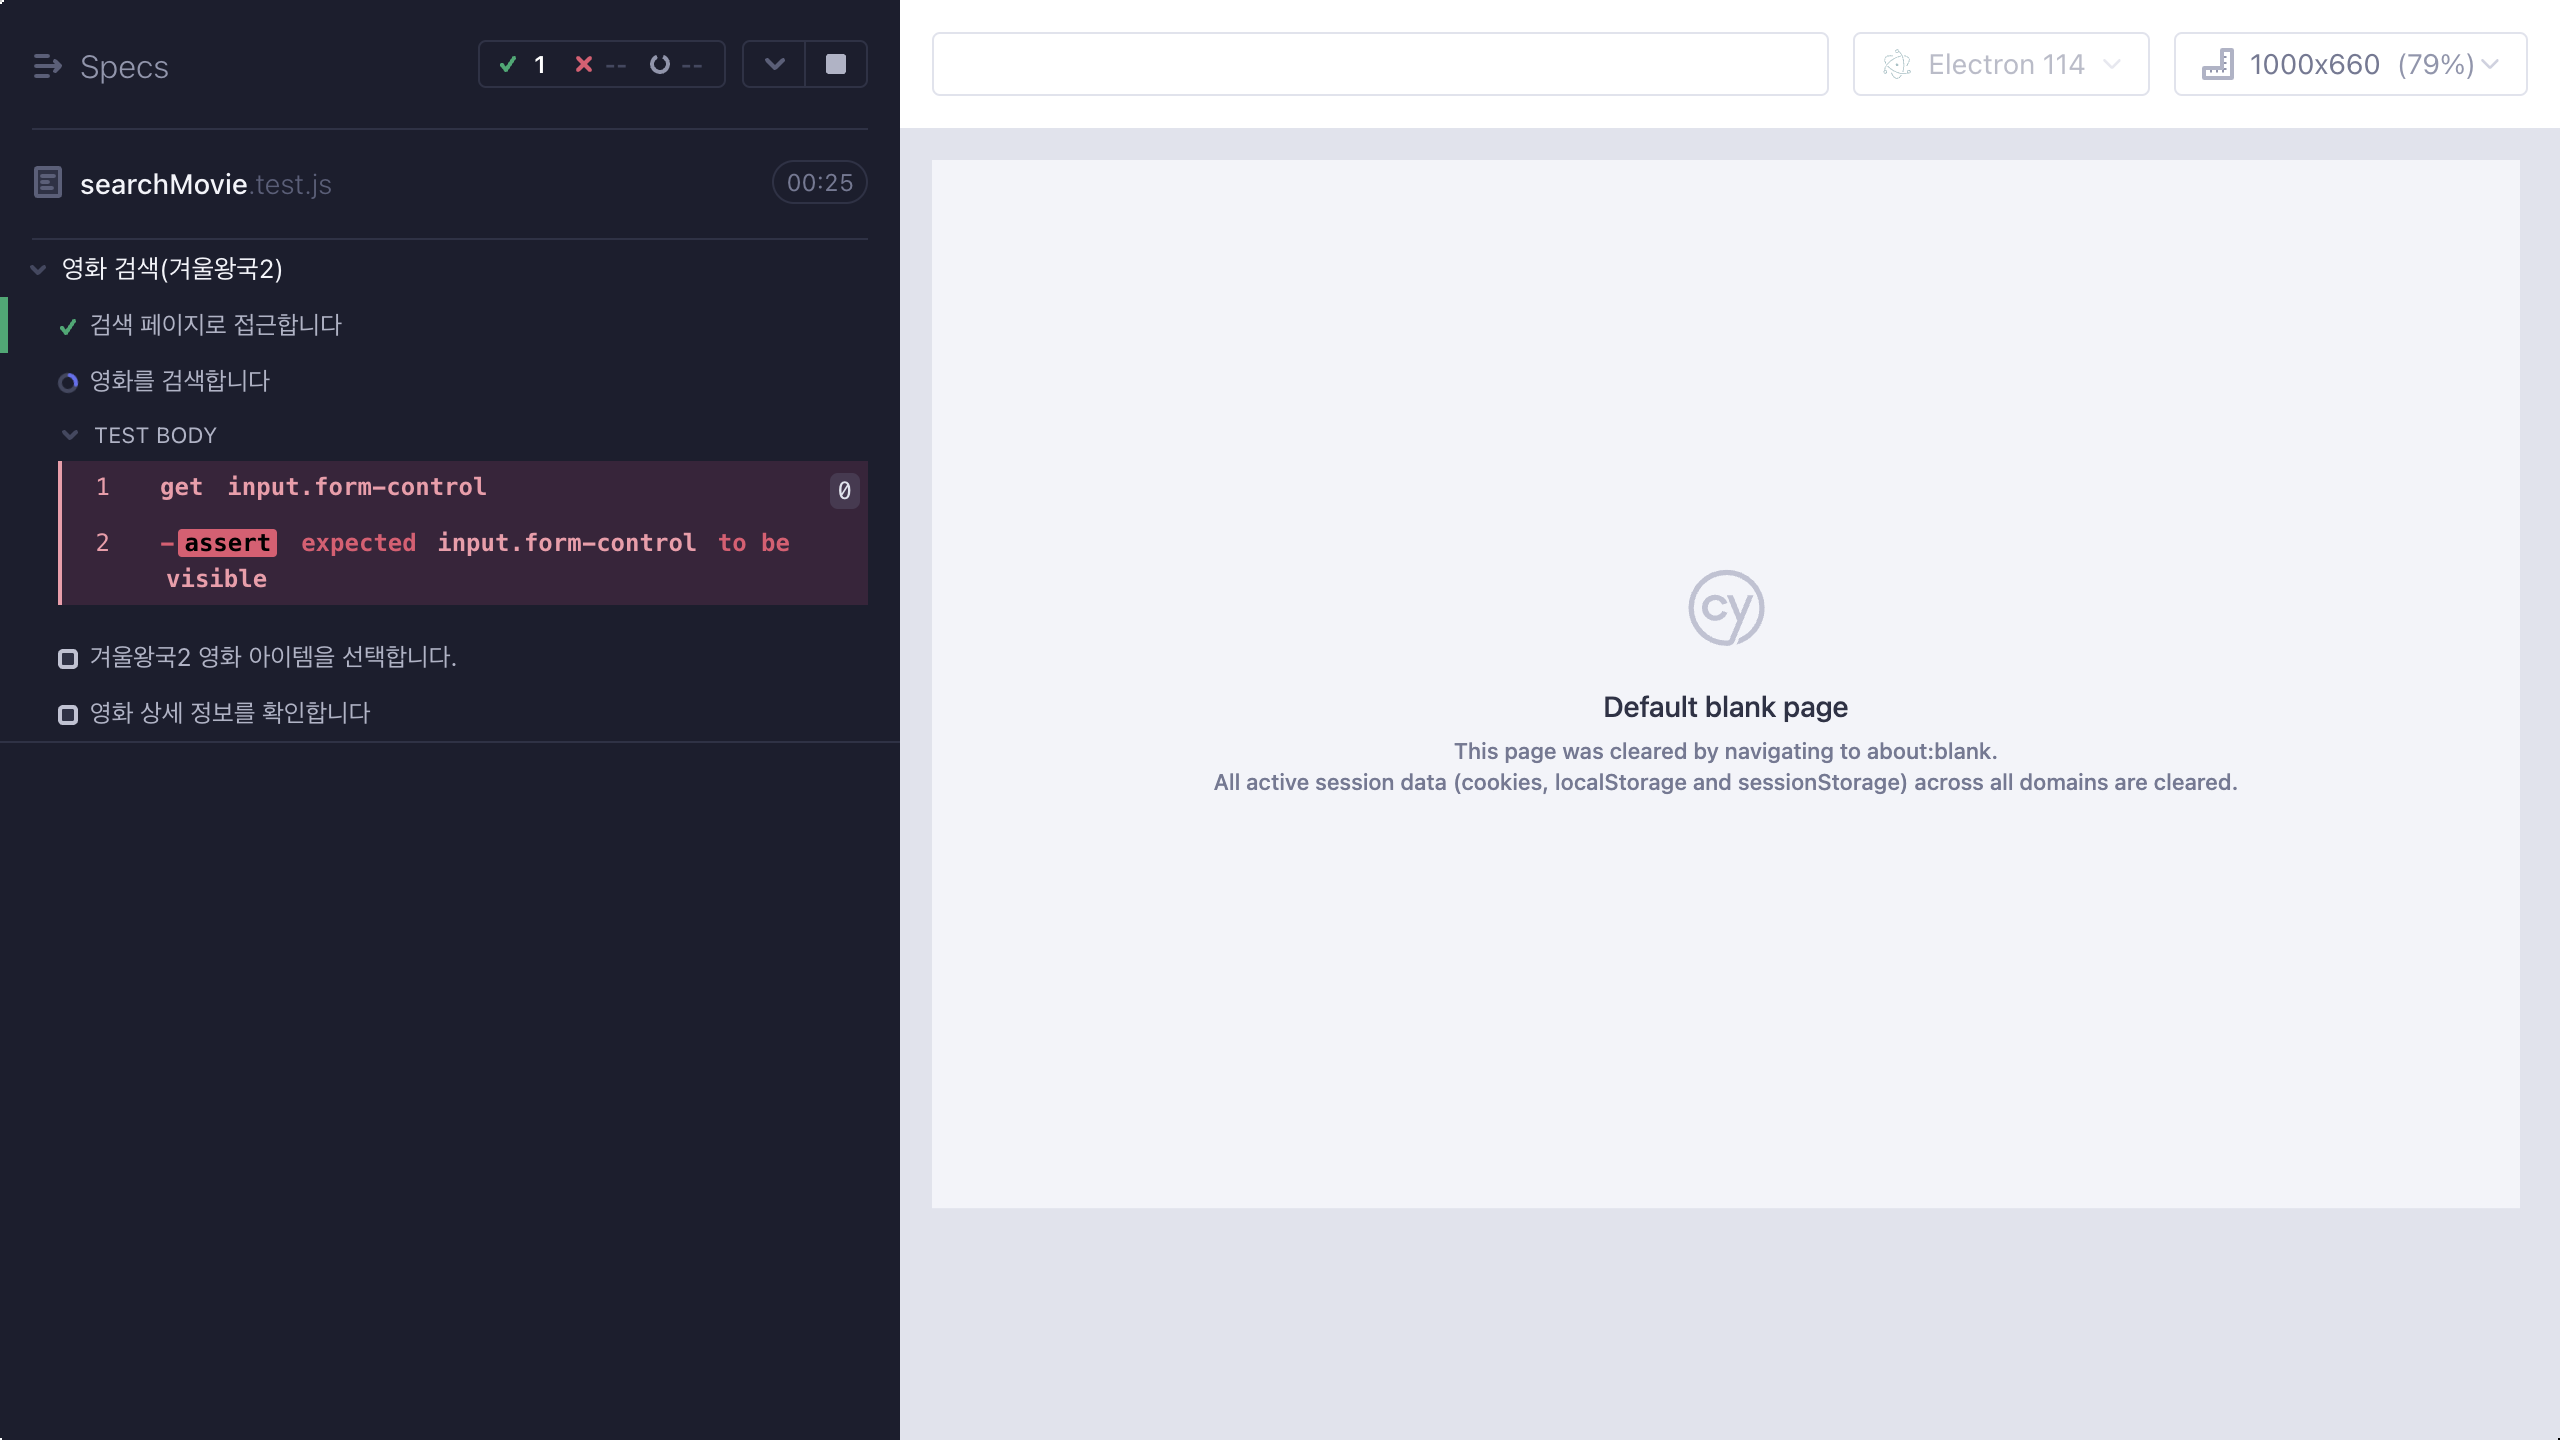 Specs
1 -- --
searchMovie.test.js
00:25
영화 검색(겨울왕국2)
검색 페이지로 접근합니다
영화를 검색합니다
TEST BODY
1 get input.form-control 0
2 -assert expected input.form-control to be
visible
겨울왕국2 영화 아이템을 선택합니다.
영화 상세 정보를 확인합니다
Electron 114
1000x660 (79%)
cy
Default blank page
This page was cleared by navigating to about:blank.
All active session data (cookies, localStorage and sessionStorage) across all domains are cleared.